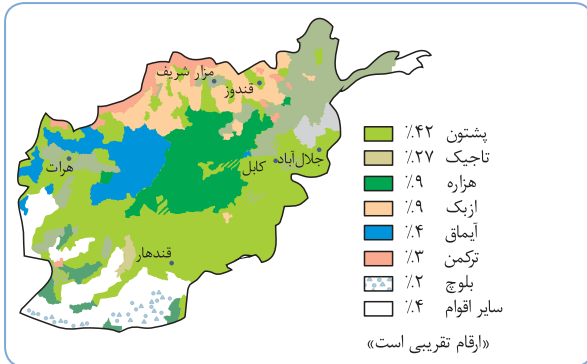 مزار شریف
قندوز
جلال‌آباد
کابل
هرات
قندهار
پشتون ٪۴۲
تاجیک ٪۲۷
هزاره ٪۹
ازبک ٪۹
آیماق ٪۴
ترکمن ٪۳
بلوچ ٪۲
سایر اقوام ٪۴
«ارقام تقریبی است»